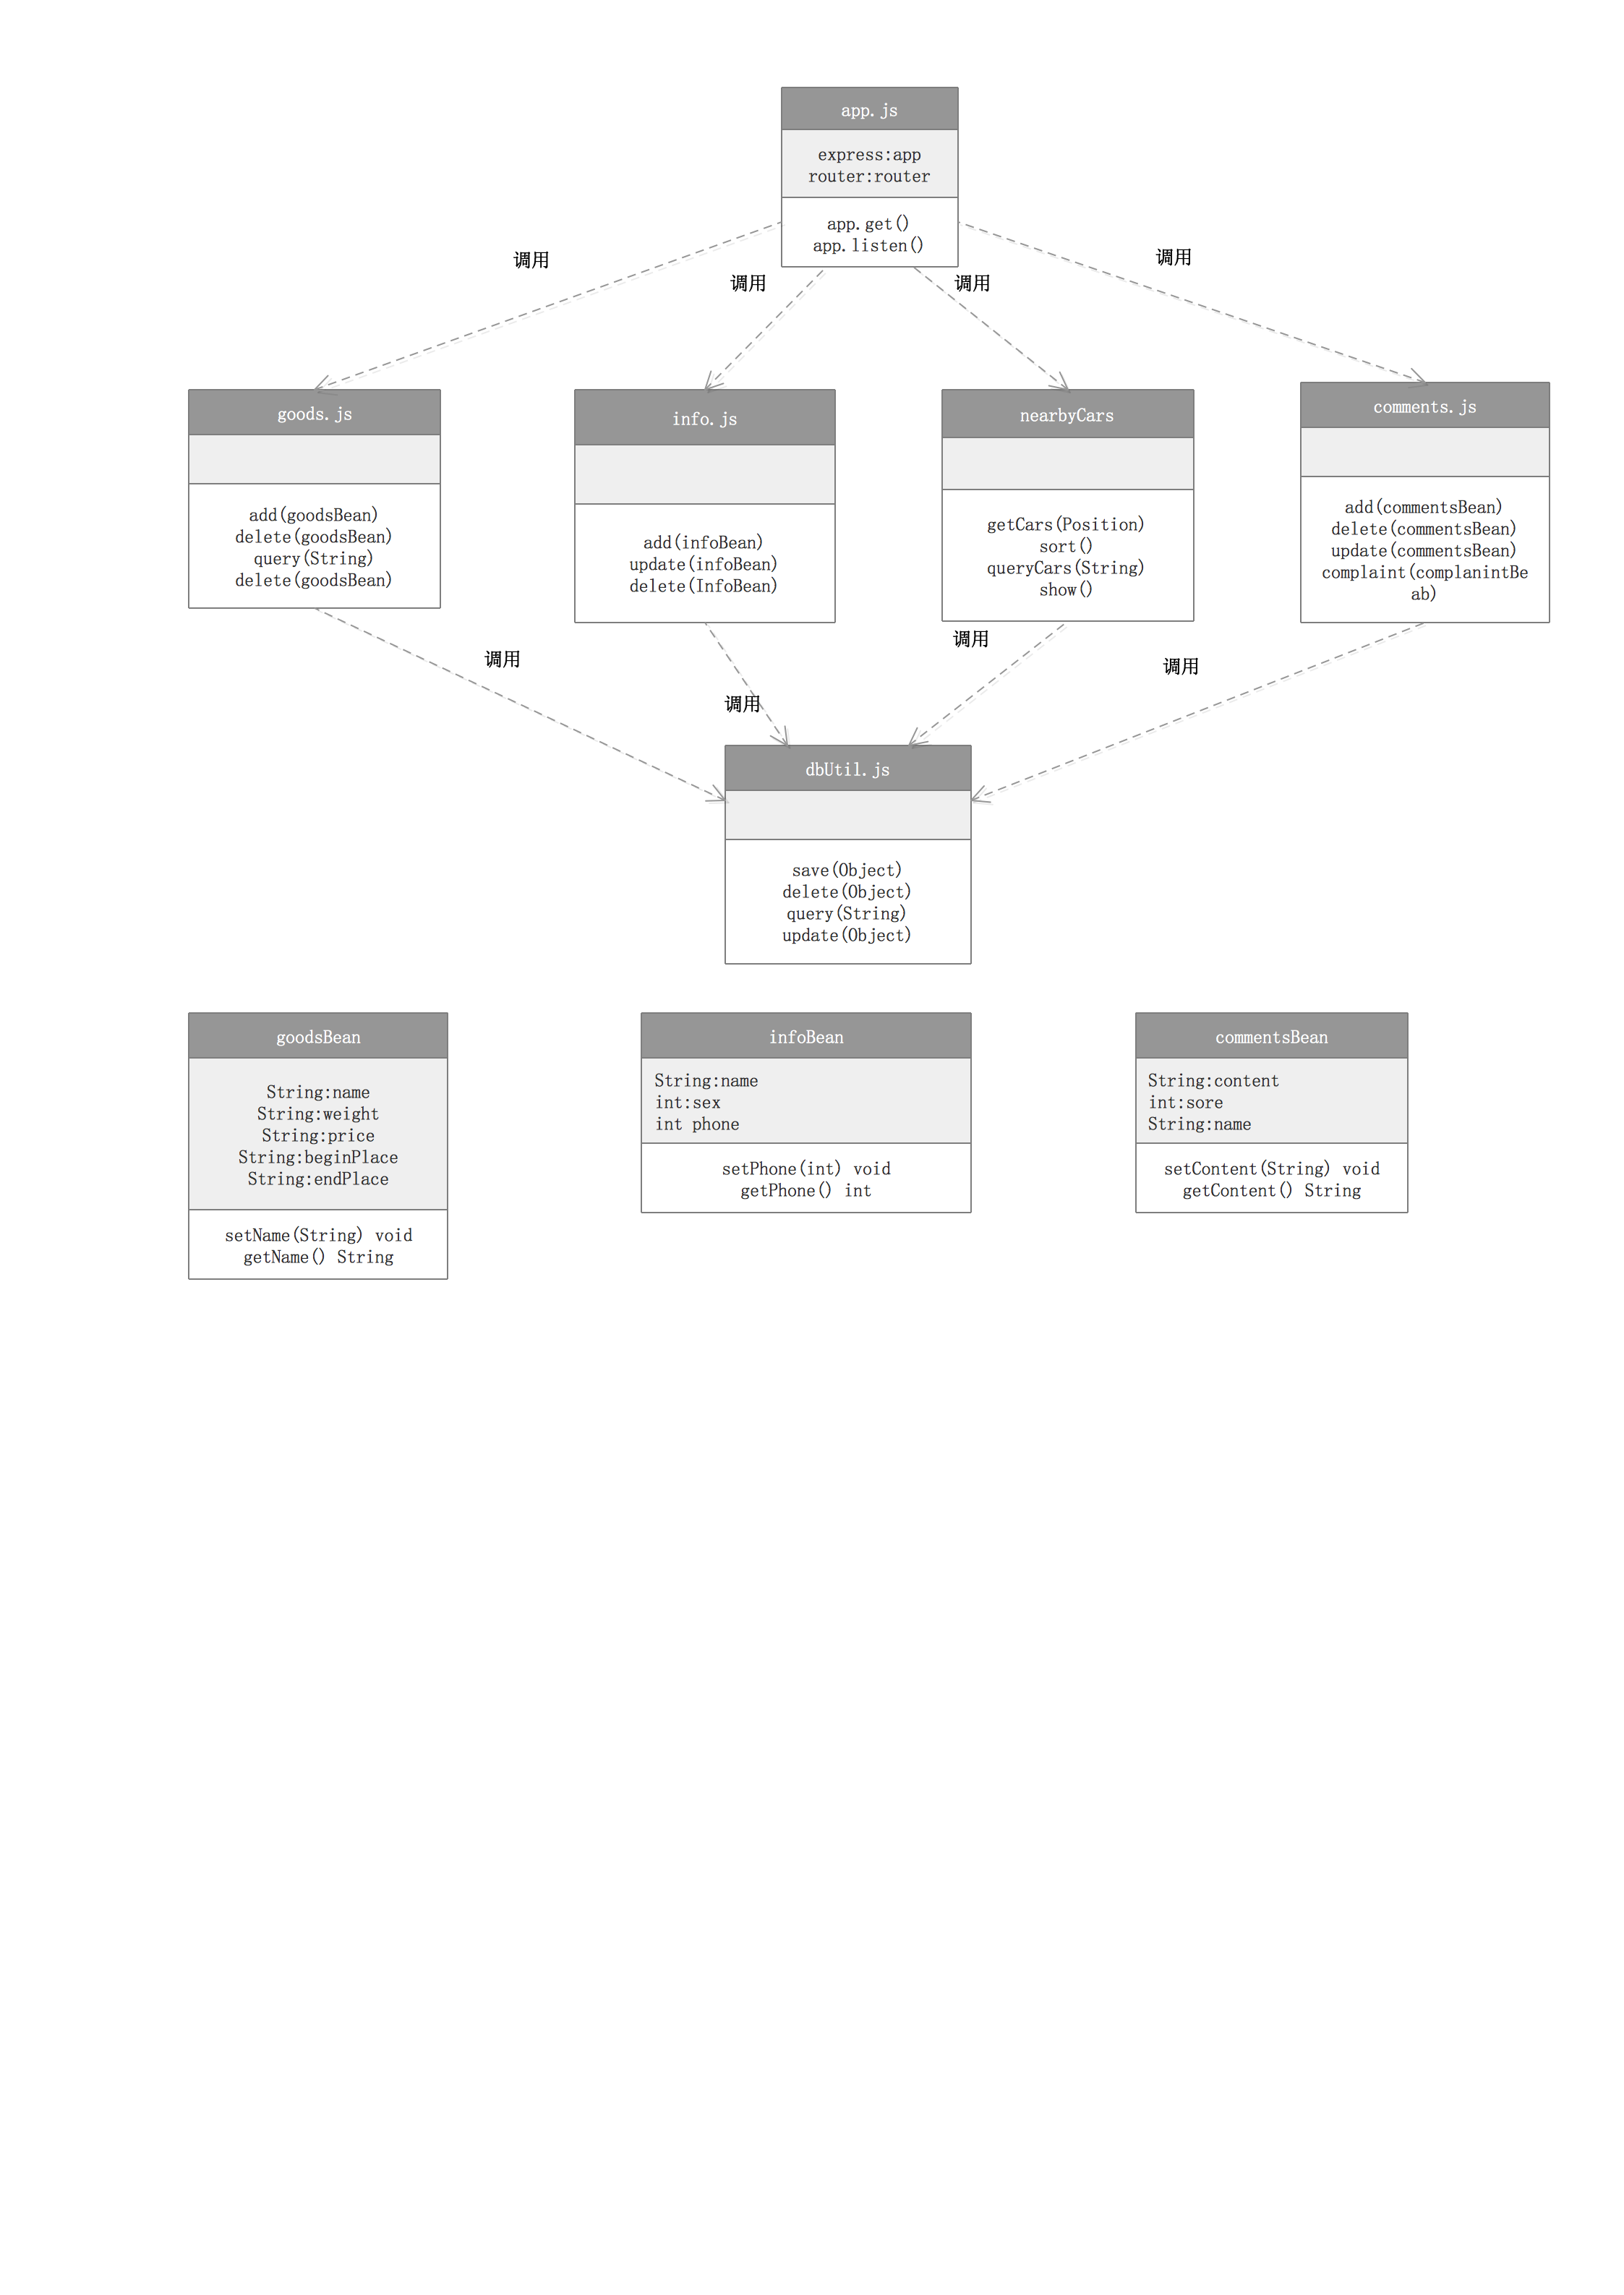 app.js
express:app
router:router
app.get()
app.listen()
调用
调用
调用
调用
goods.js
add(goodsBean)
delete(goodsBean)
query(String)
delete(goodsBean)
info.js
add(infoBean)
update(infoBean)
delete(InfoBean)
nearbyCars
getCars(Position)
sort()
queryCars(String)
show()
comments.js
add(commentsBean)
delete(commentsBean)
update(commentsBean)
complaint(complanintBe
ab)
调用
调用
调用
调用
dbUtil.js
save(Object)
delete(Object)
query(String)
update(Object)
goodsBean
String:name
String:weight
String:price
String:beginPlace
String:endPlace
setName(String) void
getName() String
infoBean
String:name
int:sex
int phone
setPhone(int) void
getPhone() int
commentsBean
String:content
int:sore
String:name
setContent(String) void
getContent() String